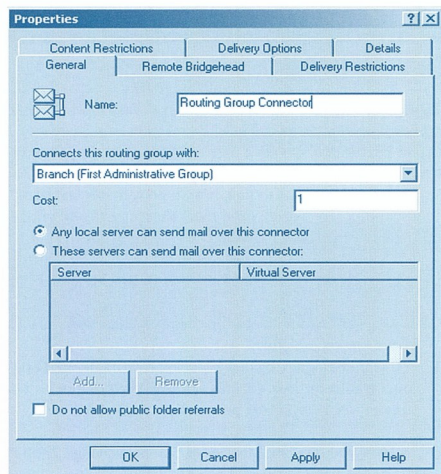 Properties
Content Restrictions Delivery Options Details
General Remote Bridgehead Delivery Restrictions
Name: Routing Group Connector
Connects this routing group with:
Branch (First Administrative Group)
Cost: 1
Any local server can send mail over this connector
These servers can send mail over this connector:
Server Virtual Server
Add... Remove
Do not allow public folder referrals
OK Cancel Apply Help